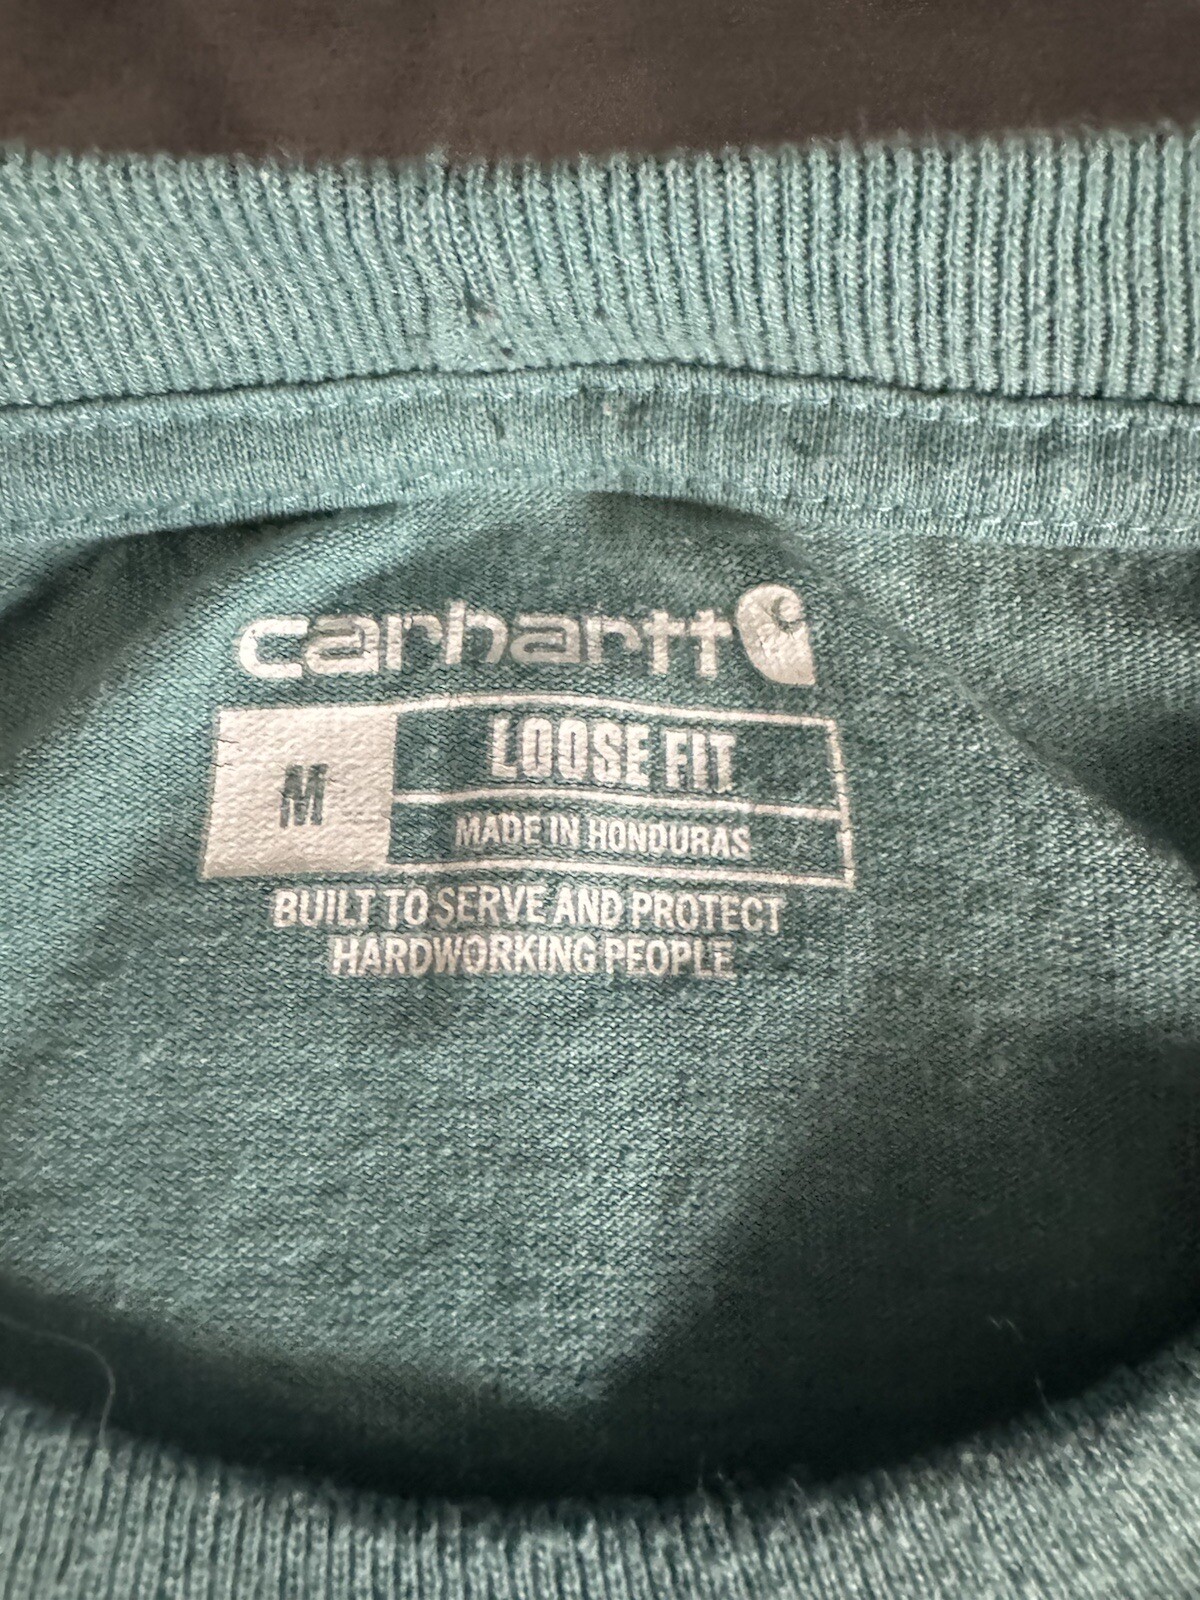 carhartt
M
LOOSE FIT
MADE IN HONDURAS
BUILT TO SERVE AND PROTECT
HARDWORKING PEOPLE